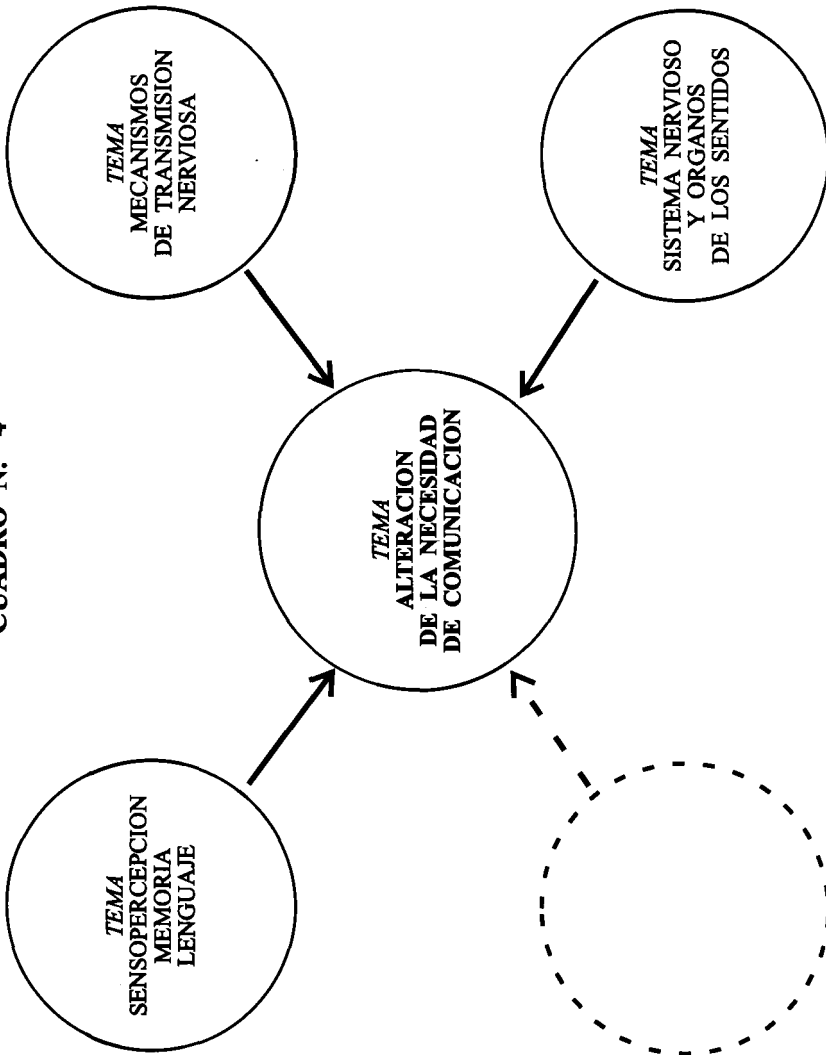 CUADRO N. 4
TEMA
SENSOPERCEPCION
MEMORIA
LENGUAJE
TEMA
MECANISMOS
DE TRANSMISION
NERVIOSA
TEMA
ALTERACION
DE LA NECESIDAD
DE COMUNICACION
TEMA
SISTEMA NERVIOSO
Y ORGANOS
DE LOS SENTIDOS